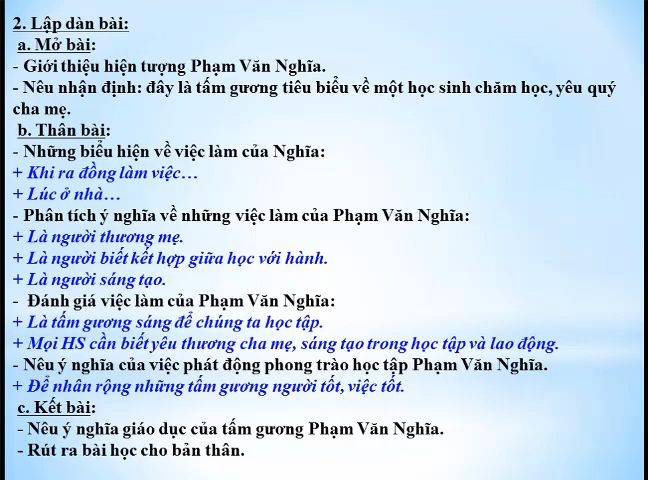 2. Lập dàn bài:
a. Mở bài:
- Giới thiệu hiện tượng Phạm Văn Nghĩa.
- Nêu nhận định: đây là tấm gương tiêu biểu về một học sinh chăm học, yêu quý
cha mẹ.
b. Thân bài:
- Những biểu hiện về việc làm của Nghĩa:
+ Khi ra đồng làm việc…
+ Lúc ở nhà…
- Phân tích ý nghĩa về những việc làm của Phạm Văn Nghĩa:
+ Là người thương mẹ.
+ Là người biết kết hợp giữa học với hành.
+ Là người sáng tạo.
- Đánh giá việc làm của Phạm Văn Nghĩa:
+ Là tấm gương sáng để chúng ta học tập.
+ Mọi HS cần biết yêu thương cha mẹ, sáng tạo trong học tập và lao động.
- Nêu ý nghĩa của việc phát động phong trào học tập Phạm Văn Nghĩa.
+ Để nhân rộng những tấm gương người tốt, việc tốt.
c. Kết bài:
- Nêu ý nghĩa giáo dục của tấm gương Phạm Văn Nghĩa.
- Rút ra bài học cho bản thân.